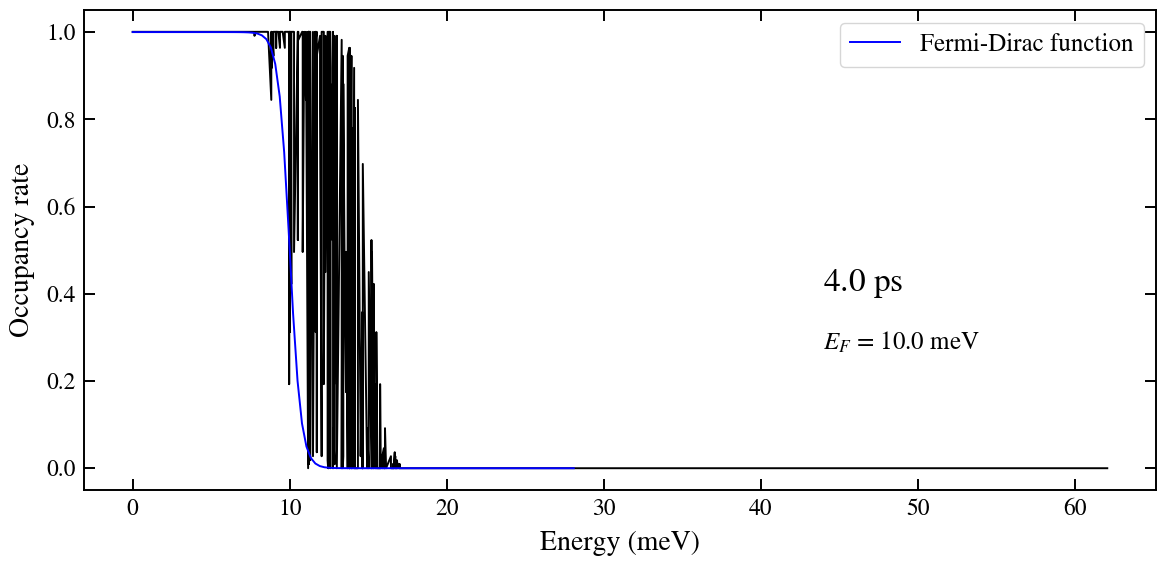 Fermi-Dirac function
Occupancy rate
1.0
0.8
0.6
0.4
0.2
0.0
4.0 ps
E_F = 10.0 meV
0 10 20 30 40 50 60
Energy (meV)